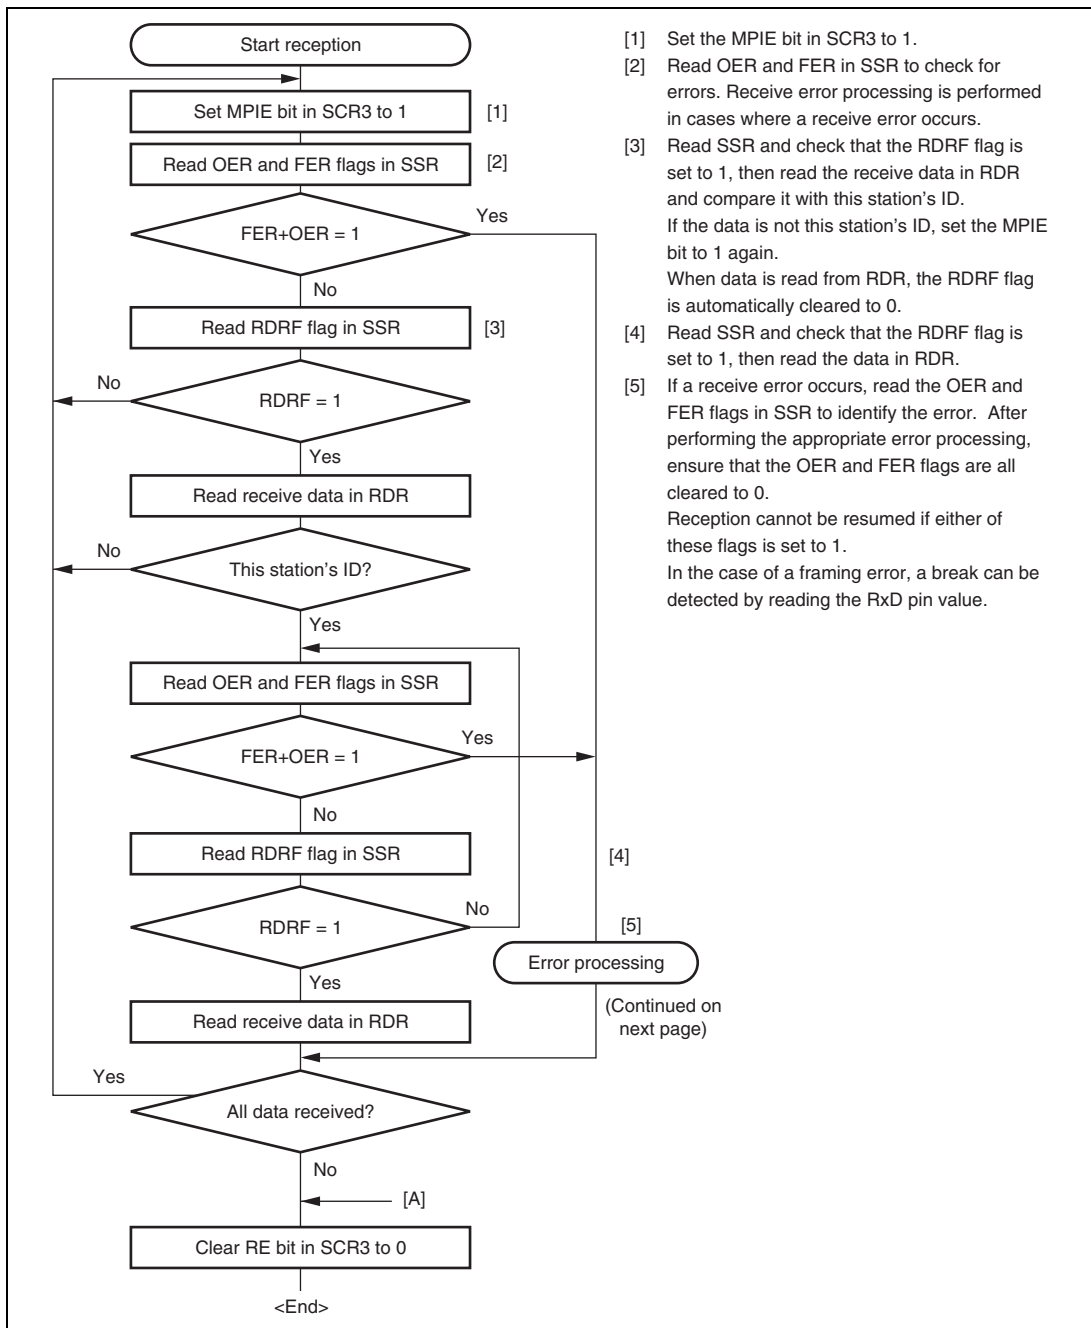 Start reception
Set MPIE bit in SCR3 to 1
[1]
Read OER and FER flags in SSR
[2]
Yes
FER+OER = 1
No
Read RDRF flag in SSR
[3]
No
RDRF = 1
Yes
Read receive data in RDR
No
This station's ID?
Yes
Read OER and FER flags in SSR
Yes
FER+OER = 1
No
Read RDRF flag in SSR
[4]
No
RDRF = 1
[5]
Error processing
Yes
(Continued on
next page)
Read receive data in RDR
Yes
All data received?
No
[A]
Clear RE bit in SCR3 to 0
<End>
[1] Set the MPIE bit in SCR3 to 1.
[2] Read OER and FER in SSR to check for
errors. Receive error processing is performed
in cases where a receive error occurs.
[3] Read SSR and check that the RDRF flag is
set to 1, then read the receive data in RDR
and compare it with this station's ID.
If the data is not this station's ID, set the MPIE
bit to 1 again.
When data is read from RDR, the RDRF flag
is automatically cleared to 0.
[4] Read SSR and check that the RDRF flag is
set to 1, then read the data in RDR.
[5] If a receive error occurs, read the OER and
FER flags in SSR to identify the error. After
performing the appropriate error processing,
ensure that the OER and FER flags are all
cleared to 0.
Reception cannot be resumed if either of
these flags is set to 1.
In the case of a framing error, a break can be
detected by reading the RxD pin value.